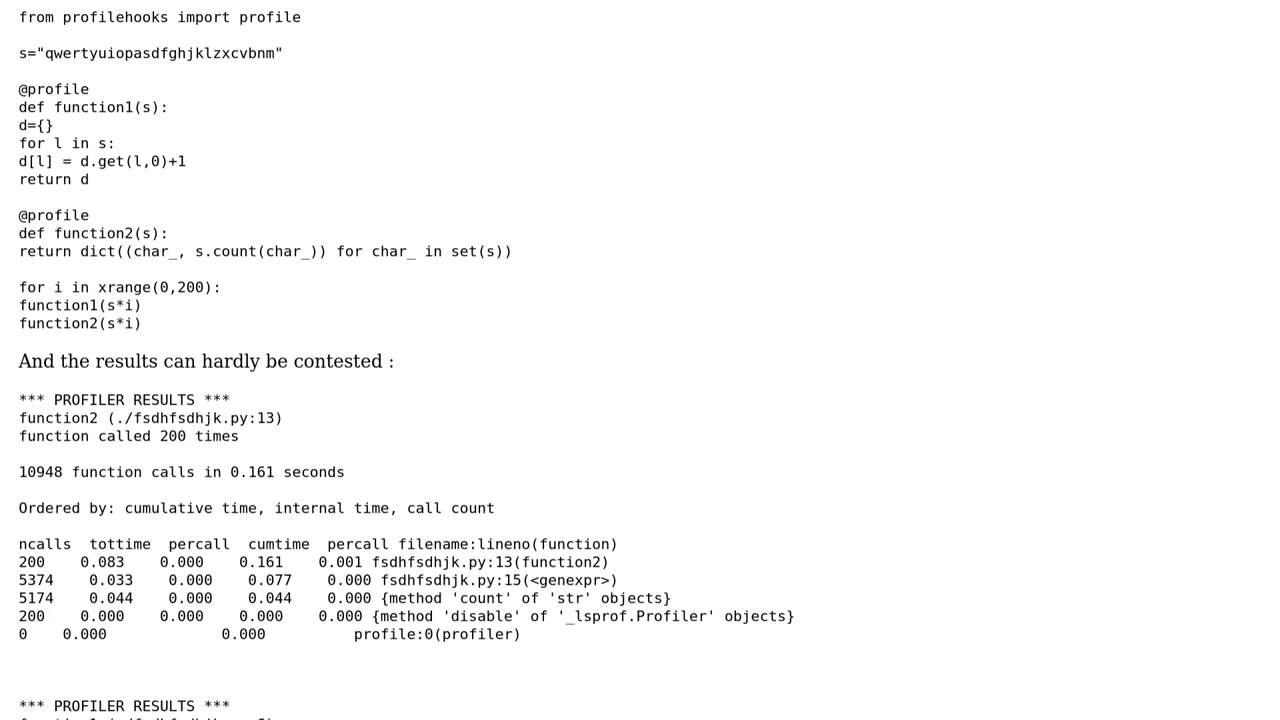 from profilehooks import profile
s="qwertyuiopasdfghjklzxcvbnm"
@profile
def function1(s):
d={}
for l in s:
d[l] = d.get(l,0)+1
return d
@profile
def function2(s):
return dict((char_, s.count(char_)) for char_ in set(s))
for i in xrange(0,200):
function1(s*i)
function2(s*i)
And the results can hardly be contested :
*** PROFILER RESULTS ***
function2 (./fsdhfsdhjk.py:13)
function called 200 times
10948 function calls in 0.161 seconds
Ordered by: cumulative time, internal time, call count
ncalls  tottime  percall  cumtime  percall filename:lineno(function)
200    0.083    0.000    0.161    0.001 fsdhfsdhjk.py:13(function2)
5374    0.033    0.000    0.077    0.000 fsdhfsdhjk.py:15(<genexpr>)
5174    0.044    0.000    0.044    0.000 {method 'count' of 'str' objects}
200    0.000    0.000    0.000    0.000 {method 'disable' of '_lsprof.Profiler' objects}
0    0.000             0.000          profile:0(profiler)
*** PROFILER RESULTS ***